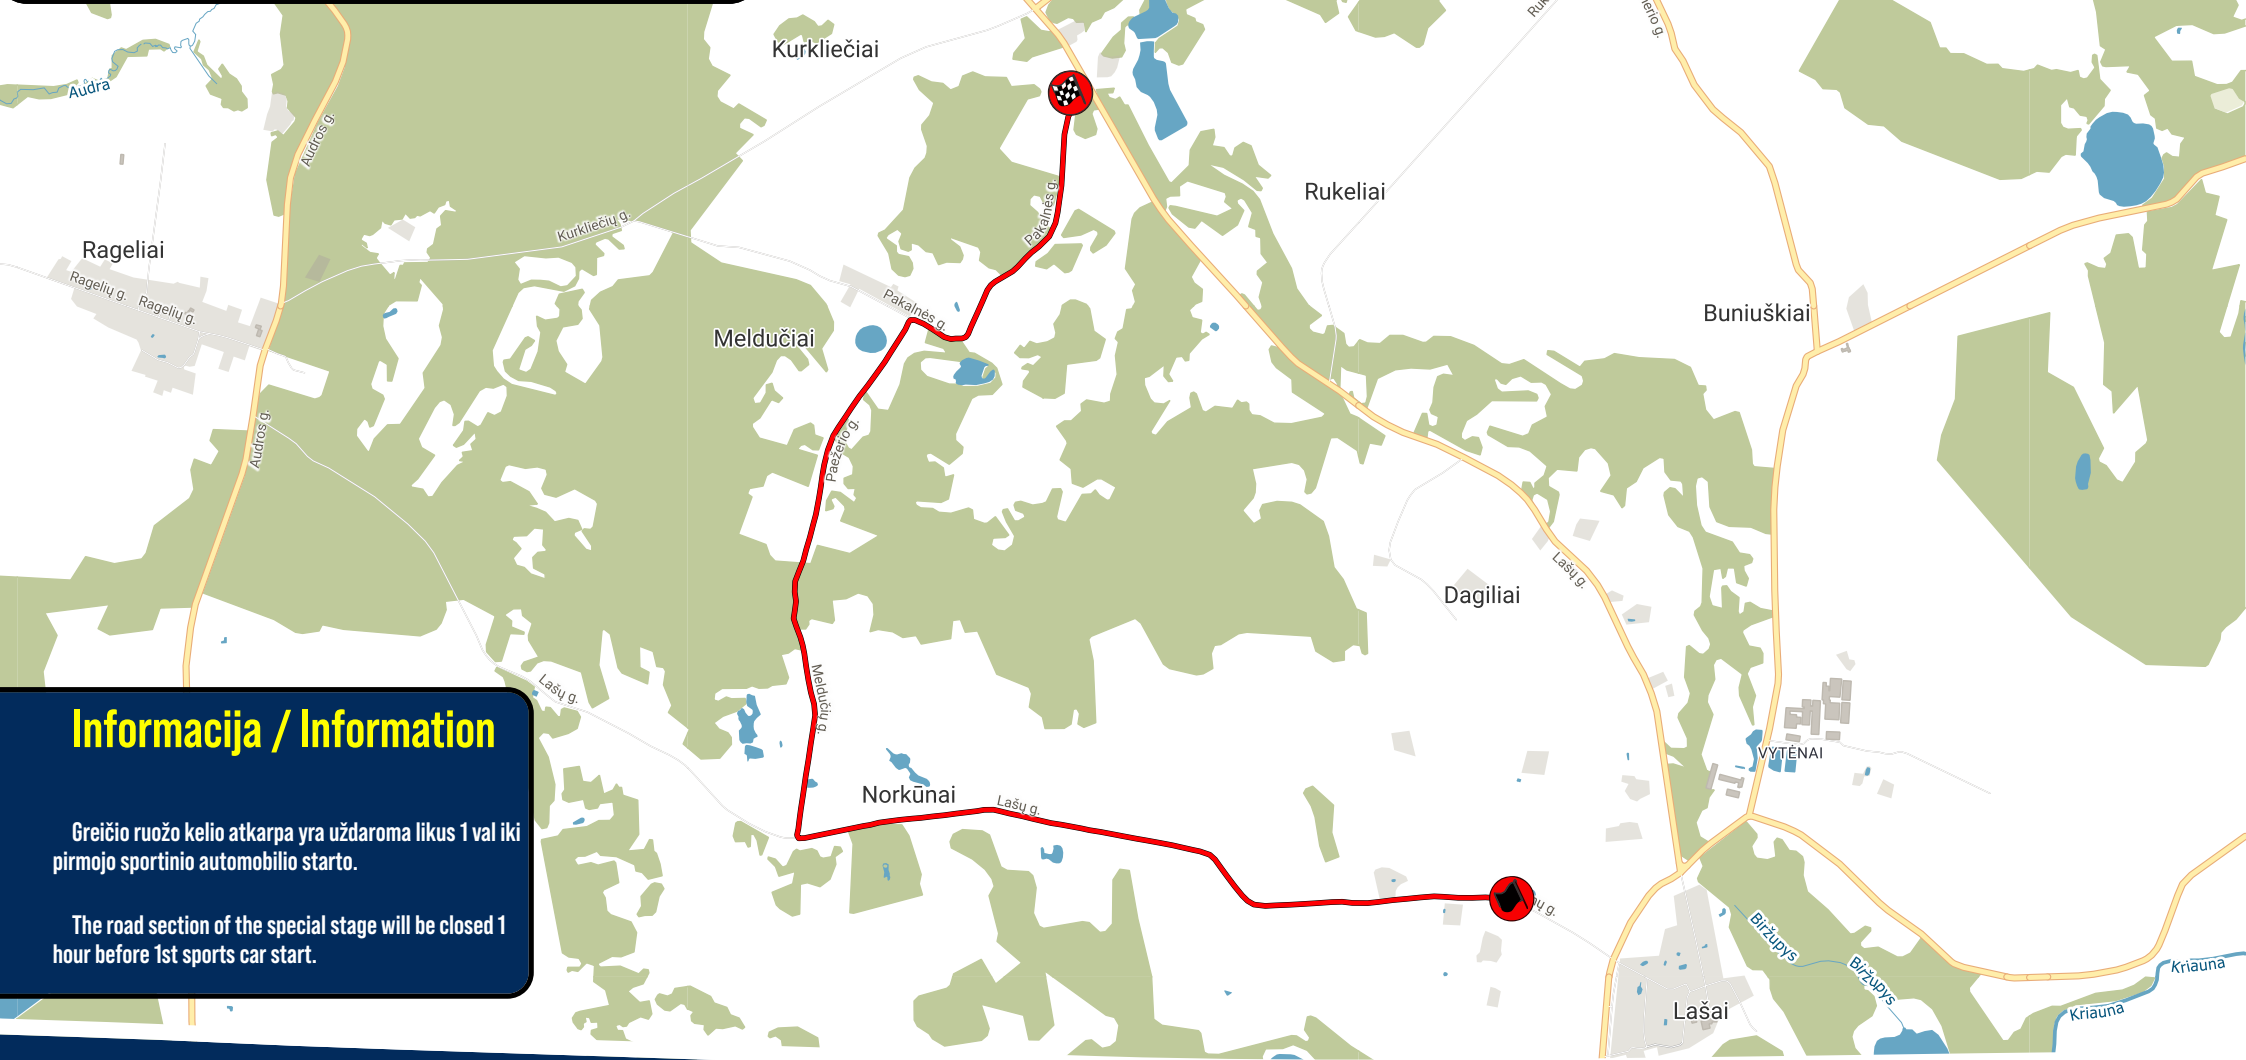 Kurkliečiai
Audra
Audros g.
Pakalnės g.
Rukeliai
Kurkliečių g.
Rageliai
Ragelių g.
Ragelių g.
Pakalnės g.
Meldučiai
Buniuškiai
Audros g.
Paežerio g.
Lašų g.
Dagiliai
Lašų g.
Meldučių g.
VYTĖNAI
Norkūnai
Lašų g.
Informacija / Information
Greičio ruožo kelio atkarpa yra uždaroma likus 1 val iki
pirmojo sportinio automobilio starto.
The road section of the special stage will be closed 1
hour before 1st sports car start.
Biržupys
Biržupys
Kriauna
Kriauna
Lašai